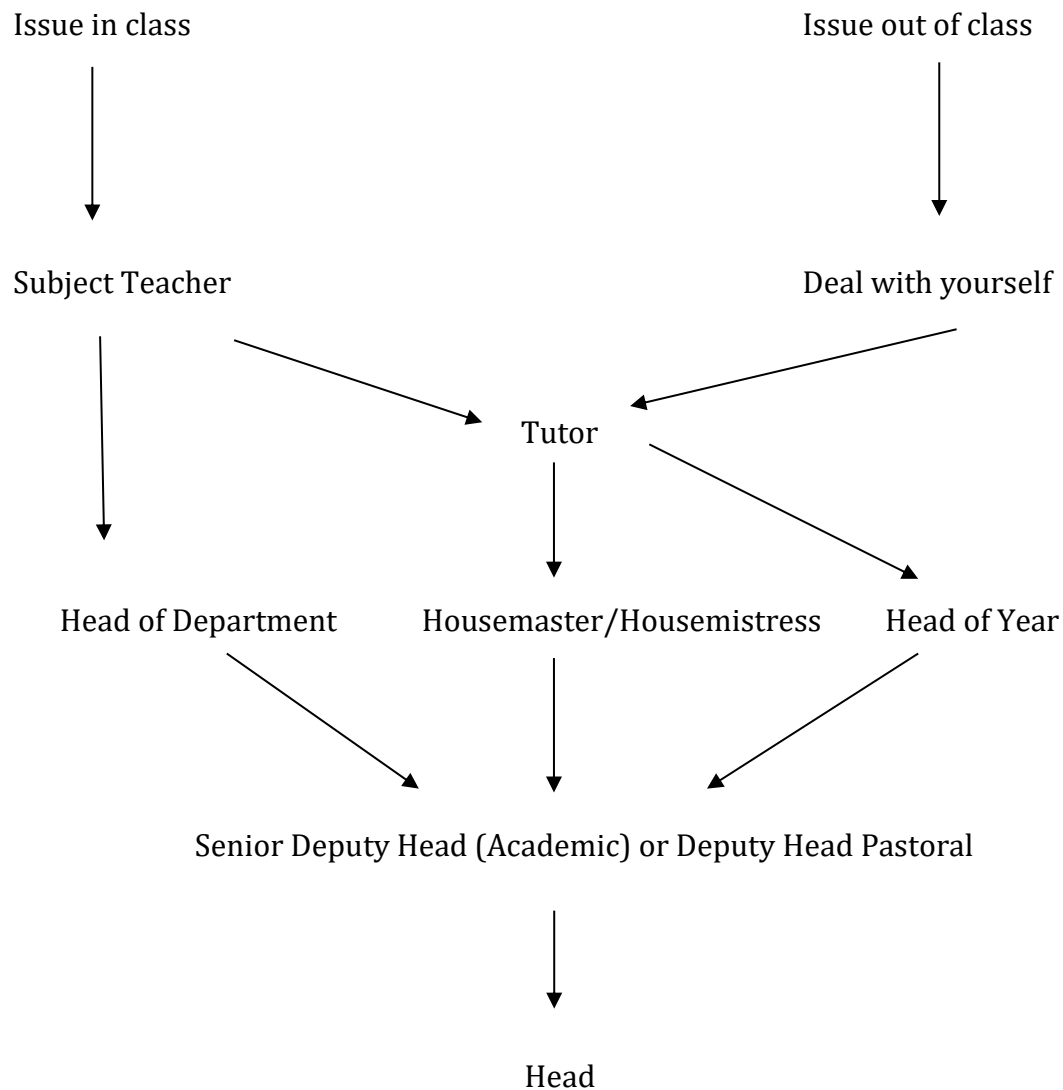 Issue in class
Issue out of class
Subject Teacher
Deal with yourself
Tutor
Head of Department
Housemaster/Housemistress
Head of Year
Senior Deputy Head (Academic) or Deputy Head Pastoral
Head